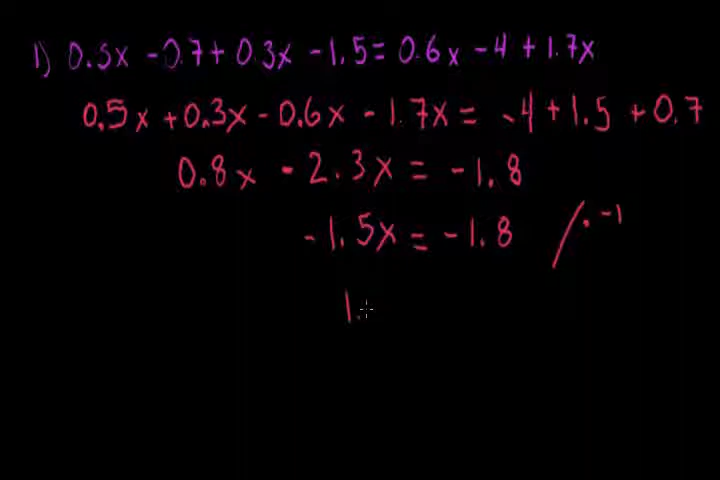 1) 0.5x - 0.7 + 0.3x - 1.5 = 0.6x - 4 + 1.7x
0.5x + 0.3x - 0.6x - 1.7x = -4 + 1.5 + 0.7
0.8x - 2.3x = -1.8
-1.5x = -1.8 /· -1
1.